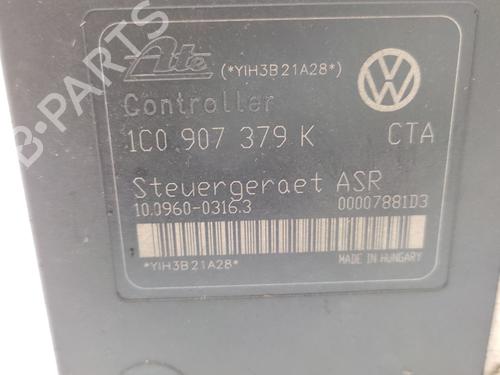 B-PARTS
Ate (*YIH3B21A28*)
Controller
1C0 907 379 K CTA
Steuergeraet ASR
10.0960-0316.3 00007881D3
*YIH3B21A28* MADE IN HUNGARY